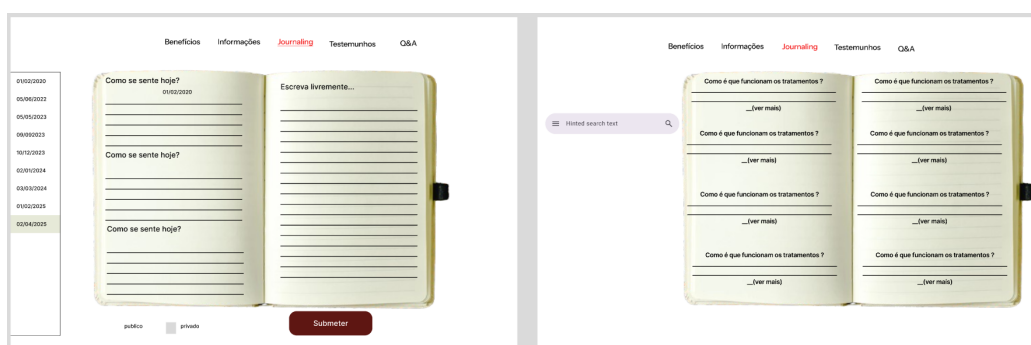 Benefícios Informações Journaling Testemunhos Q&A
01/02/2020
05/06/2022
05/05/2023
09/092023
10/12/2023
02/01/2024
03/03/2024
01/02/2025
02/04/2025
Como se sente hoje?
01/02/2020
Como se sente hoje?
Como se sente hoje?
Escreva livremente...
publico privado
Submeter
Benefícios Informações Journaling Testemunhos Q&A
Hinted search text
Como é que funcionam os tratamentos ?
__(ver mais)
Como é que funcionam os tratamentos ?
__(ver mais)
Como é que funcionam os tratamentos ?
__(ver mais)
Como é que funcionam os tratamentos ?
__(ver mais)
Como é que funcionam os tratamentos ?
__(ver mais)
Como é que funcionam os tratamentos ?
__(ver mais)
Como é que funcionam os tratamentos ?
__(ver mais)
Como é que funcionam os tratamentos ?
__(ver mais)